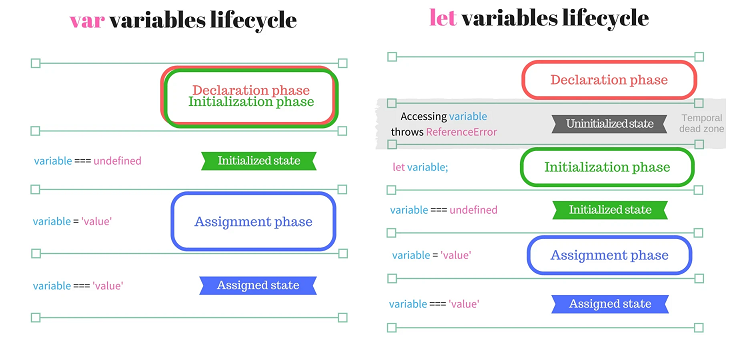 var variables lifecycle
Declaration phase
Initialization phase
variable === undefined
Initialized state
variable = 'value'
Assignment phase
variable === 'value'
Assigned state
let variables lifecycle
Declaration phase
Accessing variable
throws ReferenceError
Uninitialized state
Temporal
dead zone
let variable;
Initialization phase
variable === undefined
Initialized state
variable = 'value'
Assignment phase
variable === 'value'
Assigned state